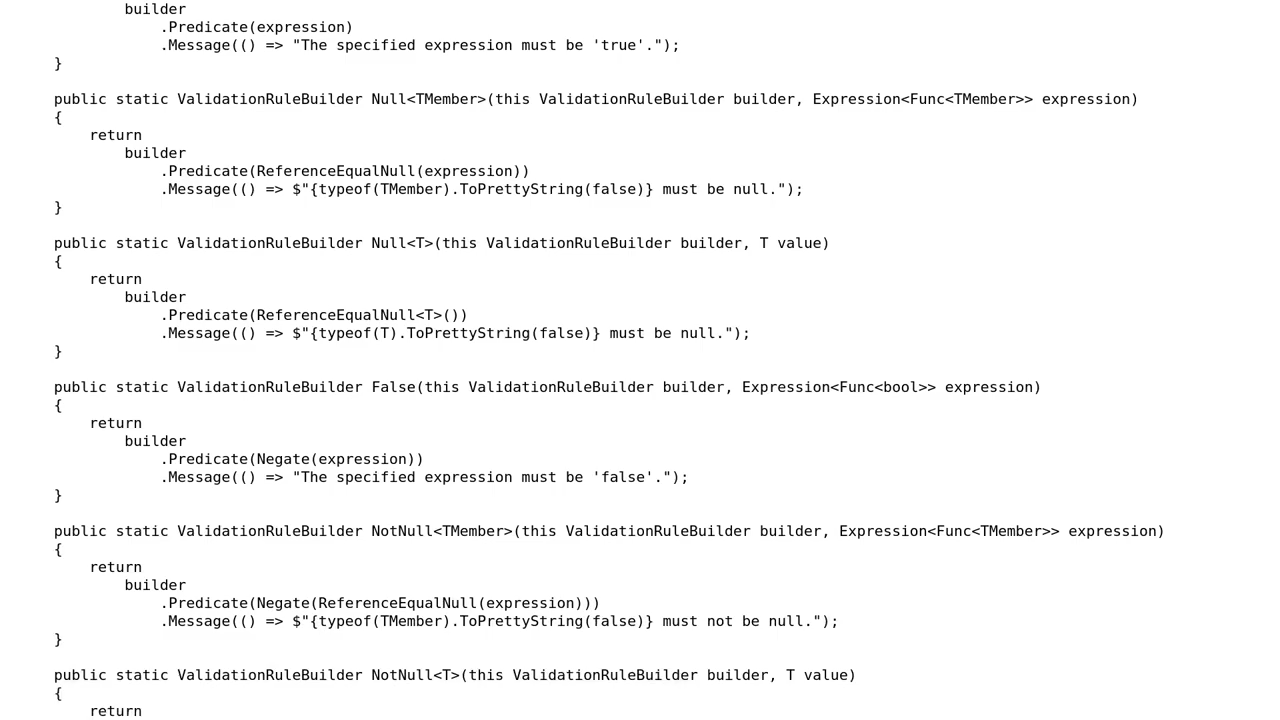 builder
.Predicate(expression)
.Message(() => "The specified expression must be 'true'.");
}
public static ValidationRuleBuilder Null<TMember>(this ValidationRuleBuilder builder, Expression<Func<TMember>> expression)
{
return
builder
.Predicate(ReferenceEqualNull(expression))
.Message(() => $"{typeof(TMember).ToPrettyString(false)} must be null.");
}
public static ValidationRuleBuilder Null<T>(this ValidationRuleBuilder builder, T value)
{
return
builder
.Predicate(ReferenceEqualNull<T>())
.Message(() => $"{typeof(T).ToPrettyString(false)} must be null.");
}
public static ValidationRuleBuilder False(this ValidationRuleBuilder builder, Expression<Func<bool>> expression)
{
return
builder
.Predicate(Negate(expression))
.Message(() => "The specified expression must be 'false'.");
}
public static ValidationRuleBuilder NotNull<TMember>(this ValidationRuleBuilder builder, Expression<Func<TMember>> expression)
{
return
builder
.Predicate(Negate(ReferenceEqualNull(expression)))
.Message(() => $"{typeof(TMember).ToPrettyString(false)} must not be null.");
}
public static ValidationRuleBuilder NotNull<T>(this ValidationRuleBuilder builder, T value)
{
return